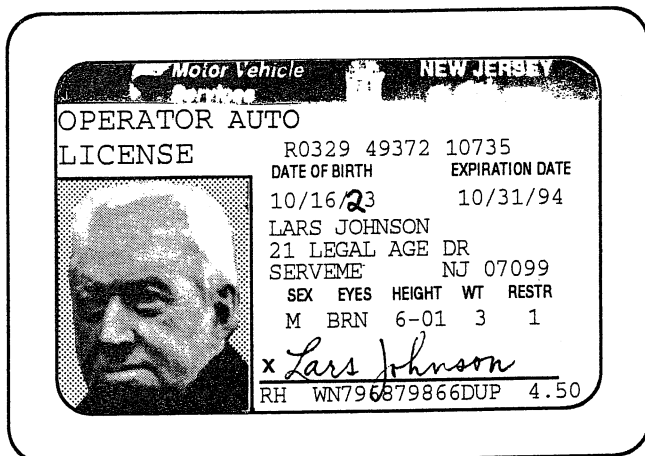 Motor Vehicle NEW JERSEY
Services
OPERATOR AUTO
LICENSE
R0329 49372 10735
DATE OF BIRTH EXPIRATION DATE
10/16/23 10/31/94
LARS JOHNSON
21 LEGAL AGE DR
SERVEME NJ 07099
SEX EYES HEIGHT WT RESTR
M BRN 6-01 3 1
x Lars Johnson
RH WN796879866DUP 4.50